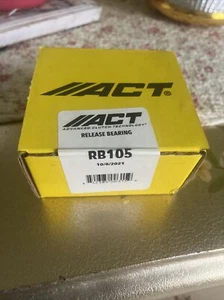 ACT
ACT
ADVANCED CLUTCH TECHNOLOGY
RELEASE BEARING
RB105
10/6/2021